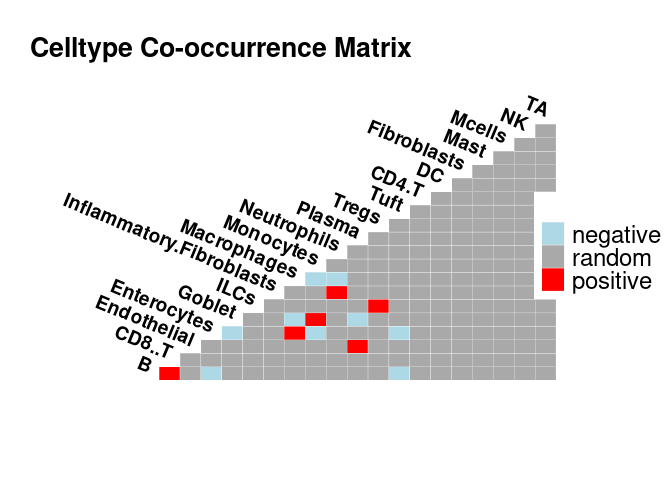 Celltype Co-occurrence Matrix
TA
NK
Mcells
Mast
Fibroblasts
DC
CD4.T
Tuft
Tregs
Plasma
Neutrophils
Monocytes
Macrophages
Inflammatory.Fibroblasts
ILCs
Goblet
Enterocytes
Endothelial
CD8..T
B
negative
random
positive